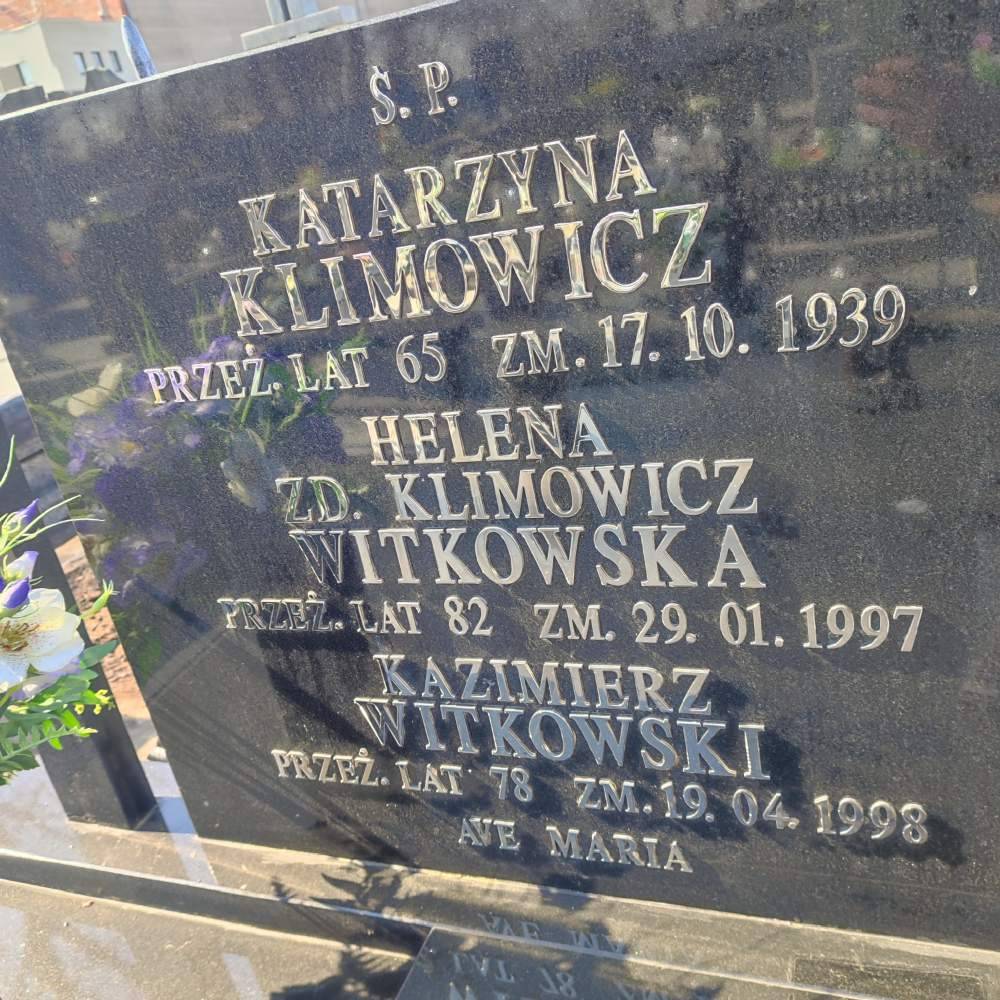 Ś. P.
KATARZYNA
KLIMOWICZ
PRZEŻ. LAT 65 ZM. 17. 10. 1939
HELENA
ZD. KLIMOWICZ
WITKOWSKA
PRZEŻ. LAT 82 ZM. 29. 01. 1997
KAZIMIERZ
WITKOWSKI
PRZEŻ. LAT 78 ZM. 19. 04. 1998
AVE MARIA